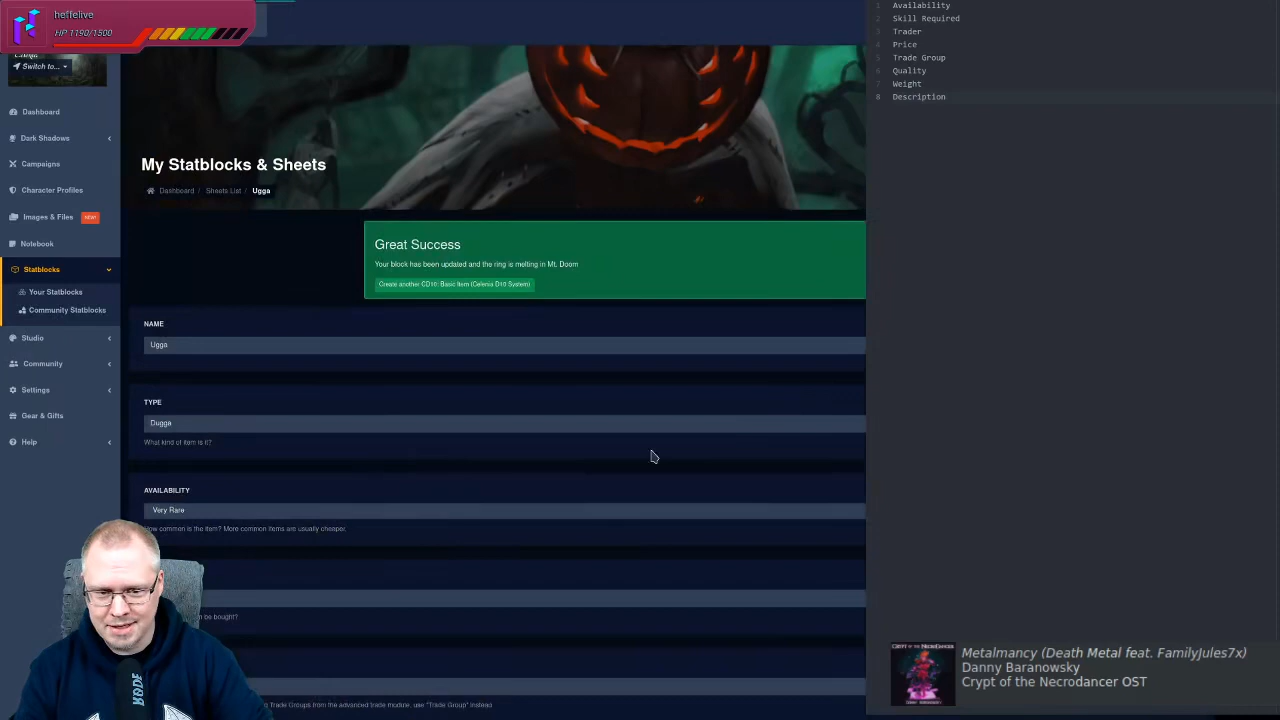 heffelive
HP 1190/1500
Switch to...
Dashboard
Dark Shadows
Campaigns
Character Profiles
Images & Files NEW!
Notebook
Statblocks
Your Statblocks
Community Statblocks
Studio
Community
Settings
Gear & Gifts
Help
My Statblocks & Sheets
Dashboard / Sheets List / Ugga
Great Success
Your block has been updated and the ring is melting in Mt. Doom
Create another CD10: Basic Item (Celenia D10 System)
NAME
Ugga
TYPE
Dugga
What kind of item is it?
AVAILABILITY
Very Rare
How common is the item? More common items are usually cheaper.
be bought?
Trade Groups from the advanced trade module, use "Trade Group" instead
1 Availability
2 Skill Required
3 Trader
4 Price
5 Trade Group
6 Quality
7 Weight
8 Description
CRYPT OF THE NECRODANCER
Metalmancy (Death Metal feat. FamilyJules7x)
Danny Baranowsky
Crypt of the Necrodancer OST